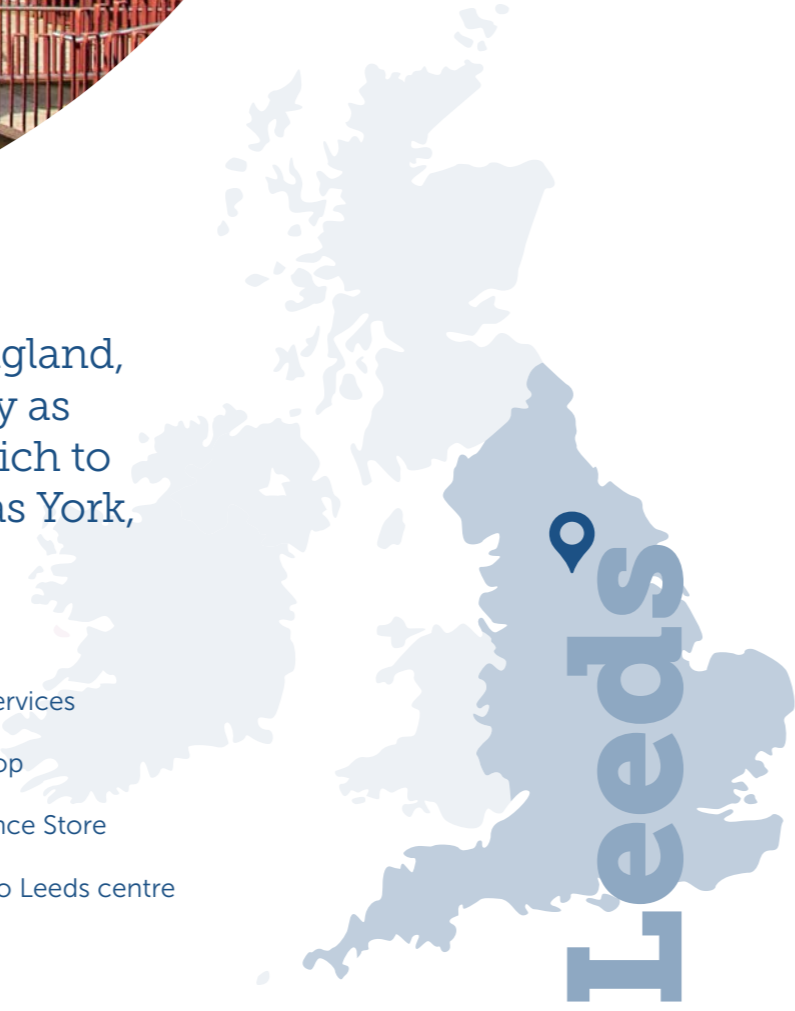 gland,
y as
ich to
as York,
ervices
op
nce Store
o Leeds centre
Leeds